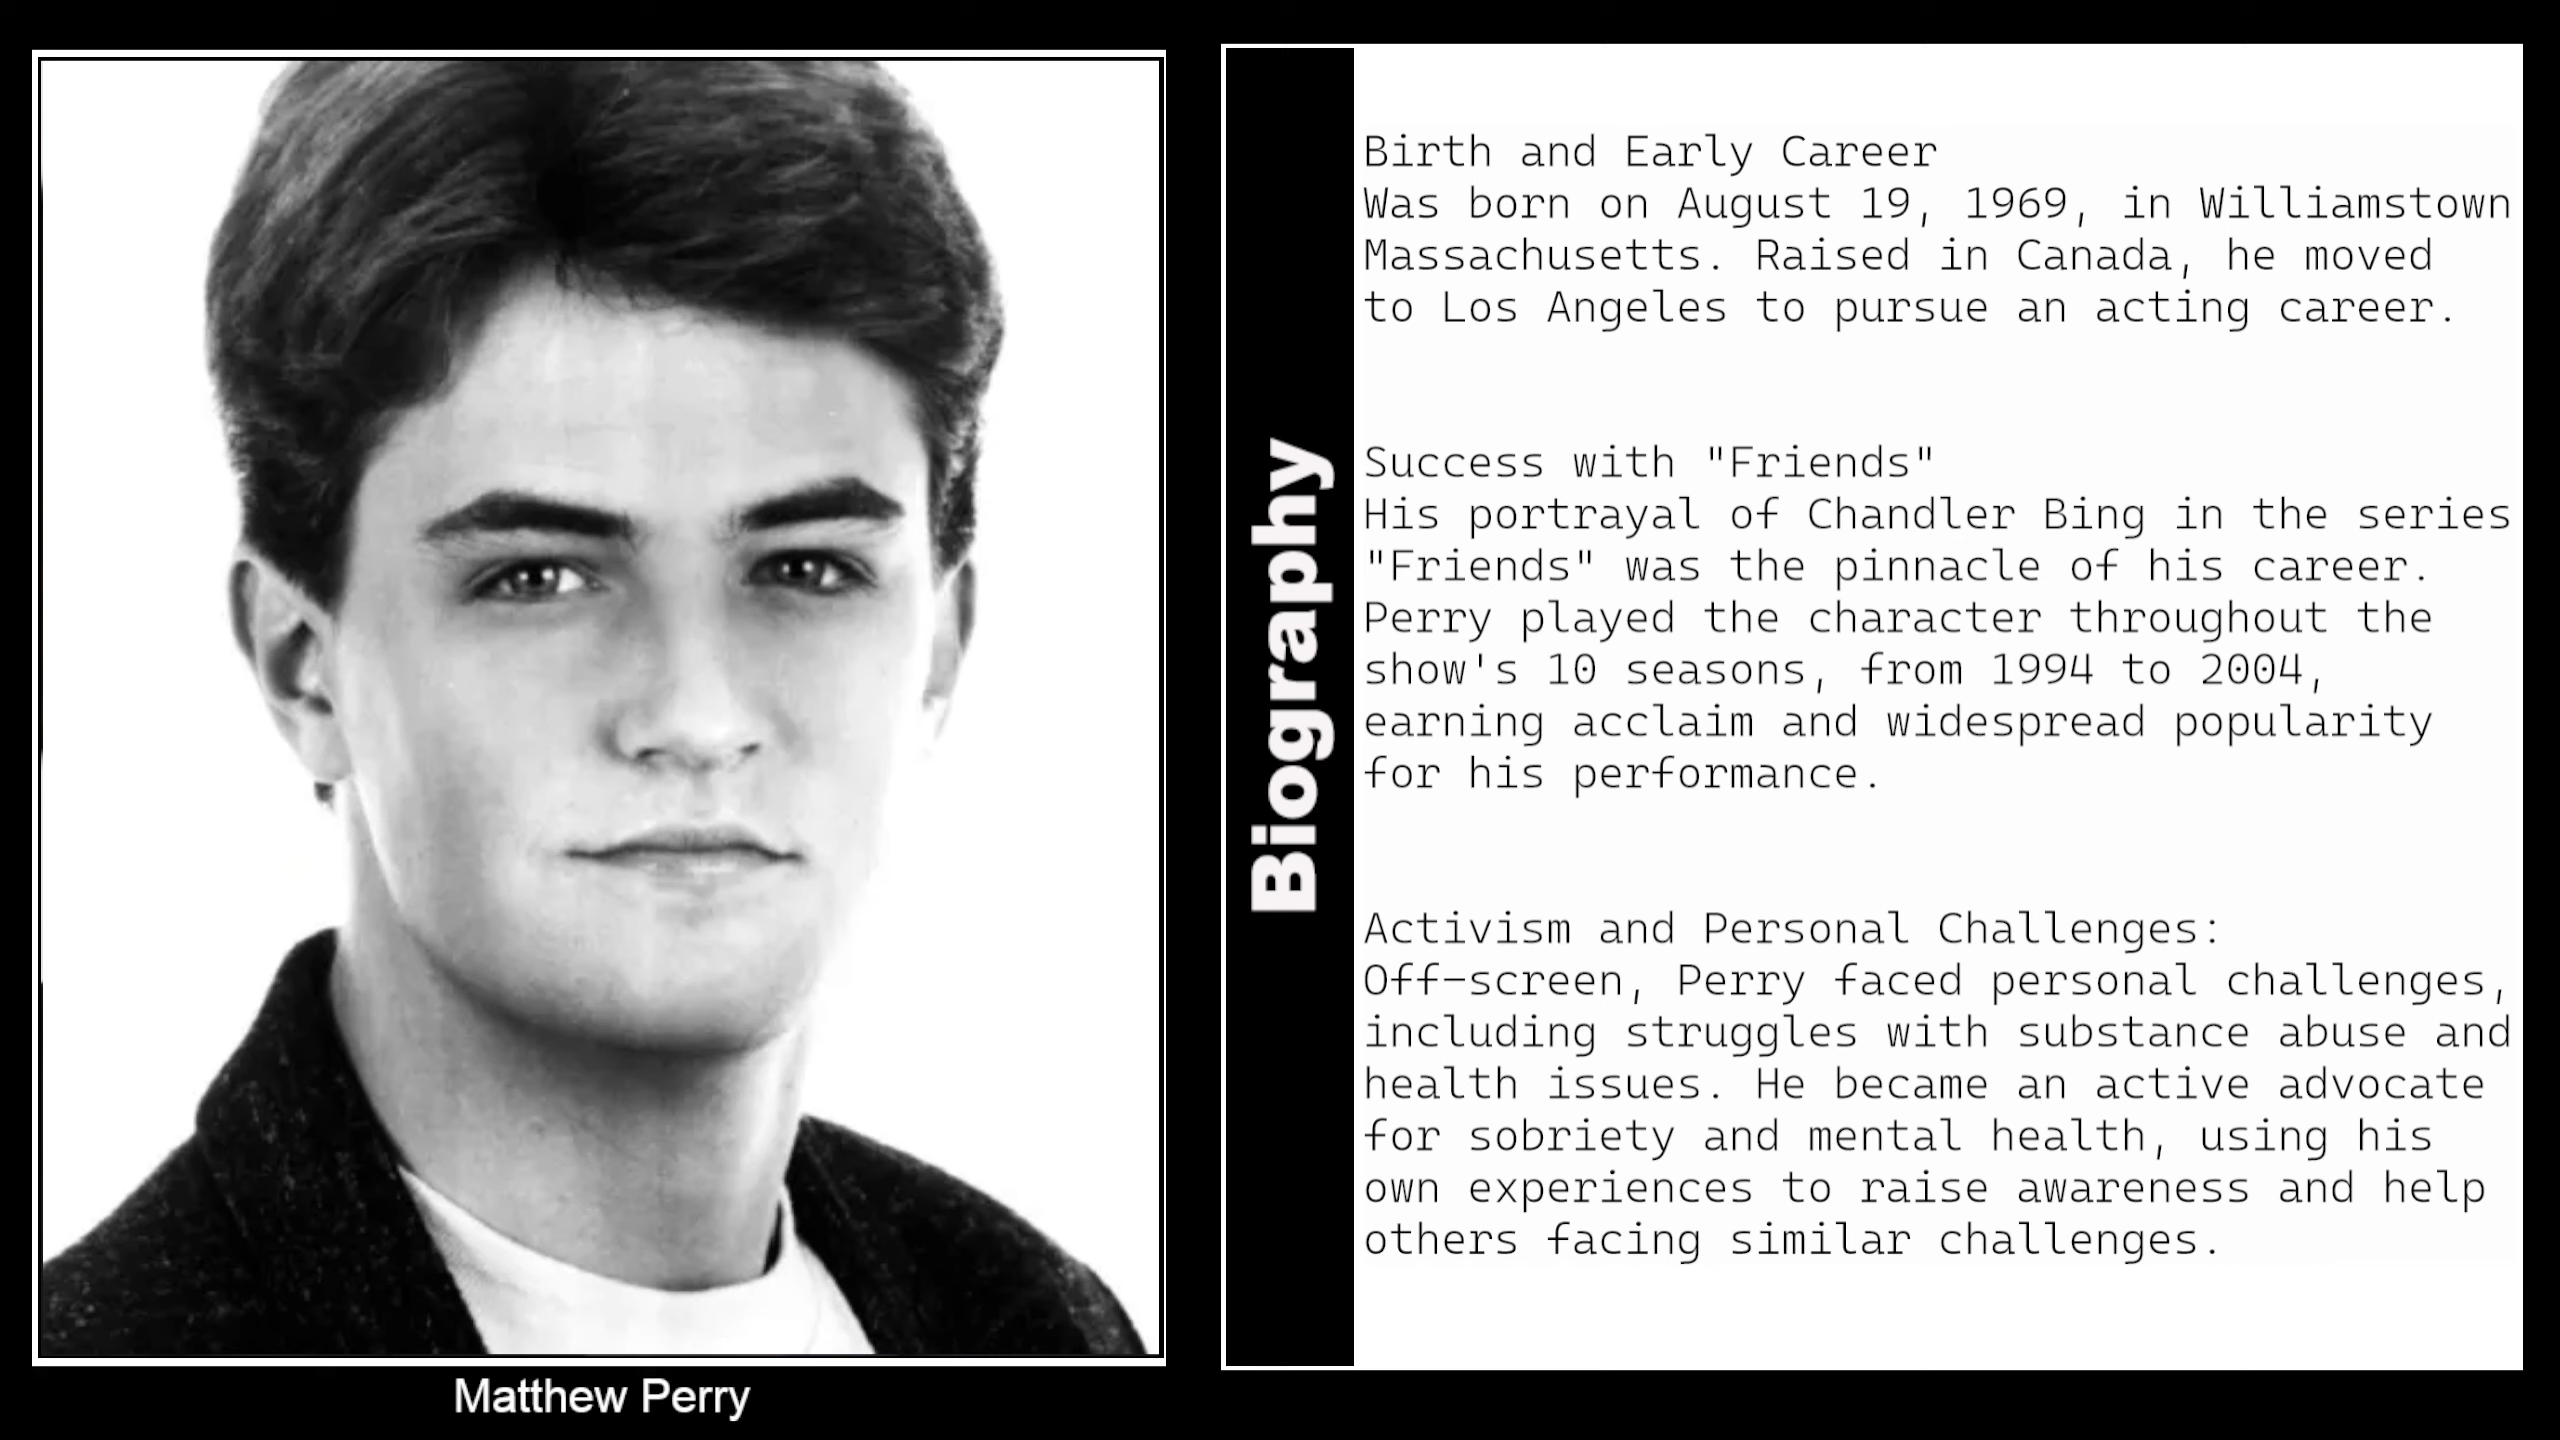 Matthew Perry
Biography
Birth and Early Career
Was born on August 19, 1969, in Williamstown
Massachusetts. Raised in Canada, he moved
to Los Angeles to pursue an acting career.
Success with "Friends"
His portrayal of Chandler Bing in the series
"Friends" was the pinnacle of his career.
Perry played the character throughout the
show's 10 seasons, from 1994 to 2004,
earning acclaim and widespread popularity
for his performance.
Activism and Personal Challenges:
Off-screen, Perry faced personal challenges,
including struggles with substance abuse and
health issues. He became an active advocate
for sobriety and mental health, using his
own experiences to raise awareness and help
others facing similar challenges.